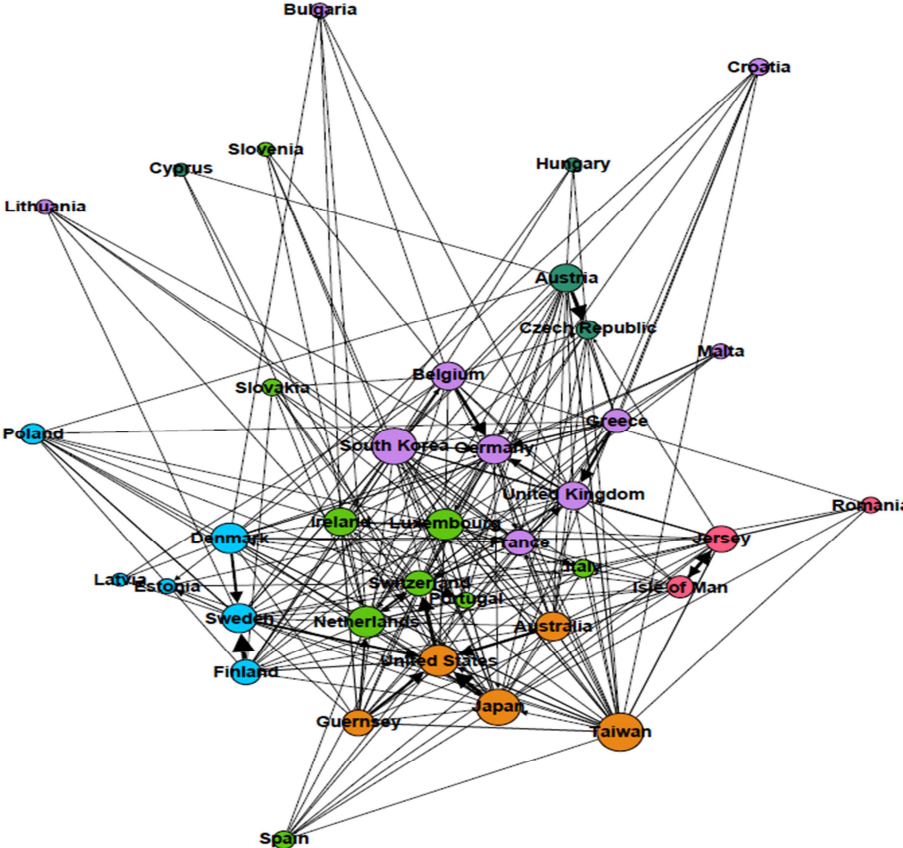 Bulgaria
Croatia
Slovenia
Cyprus
Hungary
Lithuania
Austria
Czech Republic
Malta
Belgium
Slovakia
Greece
Poland
South Korea
Germany
United Kingdom
Romania
Ireland
Luxembourg
Denmark
France
Jersey
Italy
Latvia
Estonia
Switzerland
Isle of Man
Portugal
Sweden
Netherlands
Australia
United States
Finland
Japan
Guernsey
Taiwan
Spain